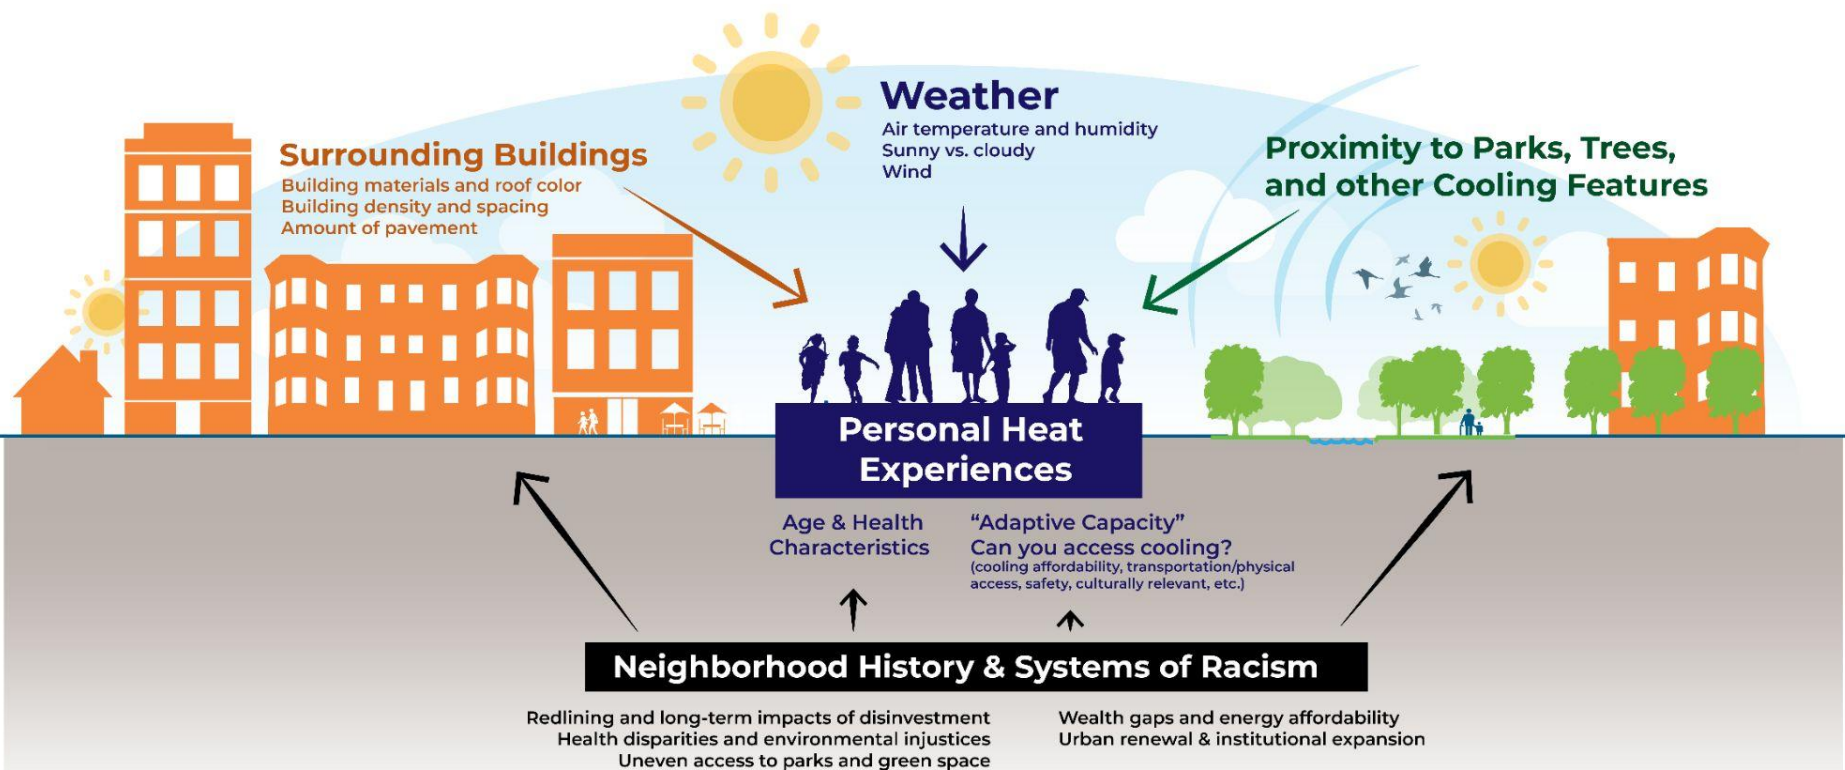 Weather
Air temperature and humidity
Sunny vs. cloudy
Wind
Surrounding Buildings
Building materials and roof color
Building density and spacing
Amount of pavement
Proximity to Parks, Trees,
and other Cooling Features
Personal Heat
Experiences
Age & Health
Characteristics
“Adaptive Capacity”
Can you access cooling?
(cooling affordability, transportation/physical
access, safety, culturally relevant, etc.)
Neighborhood History & Systems of Racism
Redlining and long-term impacts of disinvestment
Health disparities and environmental injustices
Uneven access to parks and green space
Wealth gaps and energy affordability
Urban renewal & institutional expansion